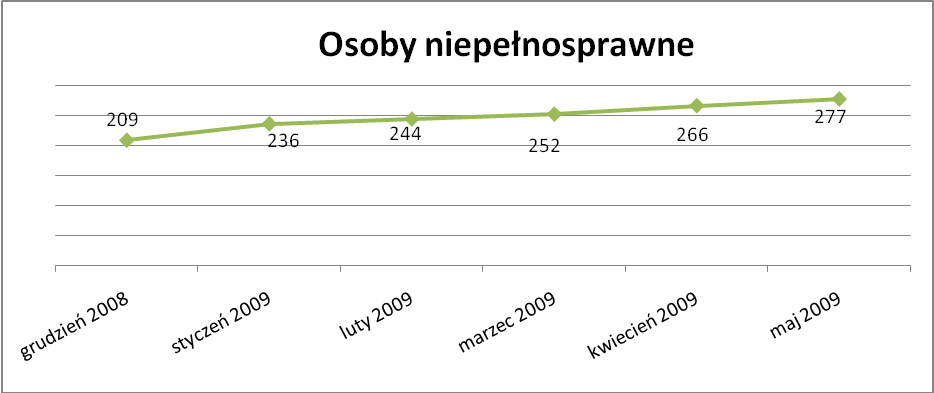 Osoby niepełnosprawne
209
236
244
252
266
277
grudzień 2008
styczeń 2009
luty 2009
marzec 2009
kwiecień 2009
maj 2009